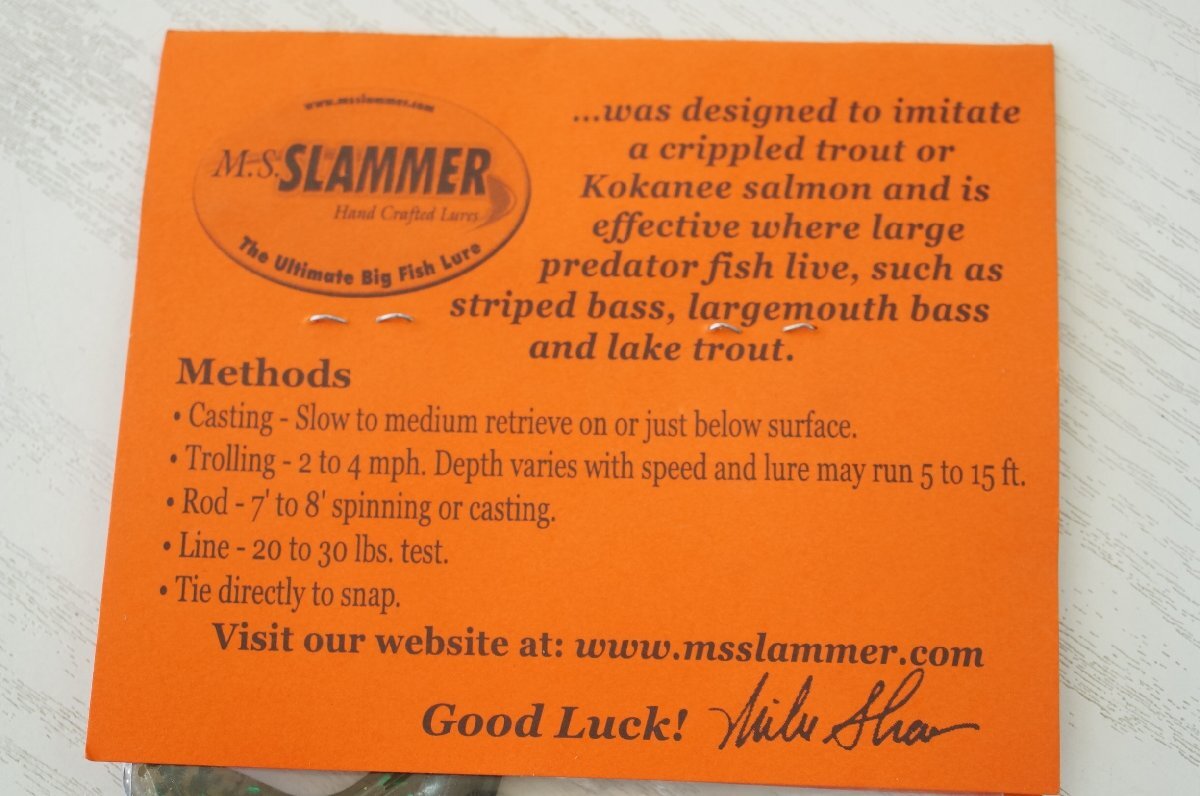 www.msslammer.com
M.S.SLAMMER
Hand Crafted Lures
The Ultimate Big Fish Lure
...was designed to imitate
a crippled trout or
Kokanee salmon and is
effective where large
predator fish live, such as
striped bass, largemouth bass
and lake trout.
Methods
• Casting - Slow to medium retrieve on or just below surface.
• Trolling - 2 to 4 mph. Depth varies with speed and lure may run 5 to 15 ft.
• Rod - 7' to 8' spinning or casting.
• Line - 20 to 30 lbs. test.
• Tie directly to snap.
Visit our website at: www.msslammer.com
Good Luck! Mike Shaw